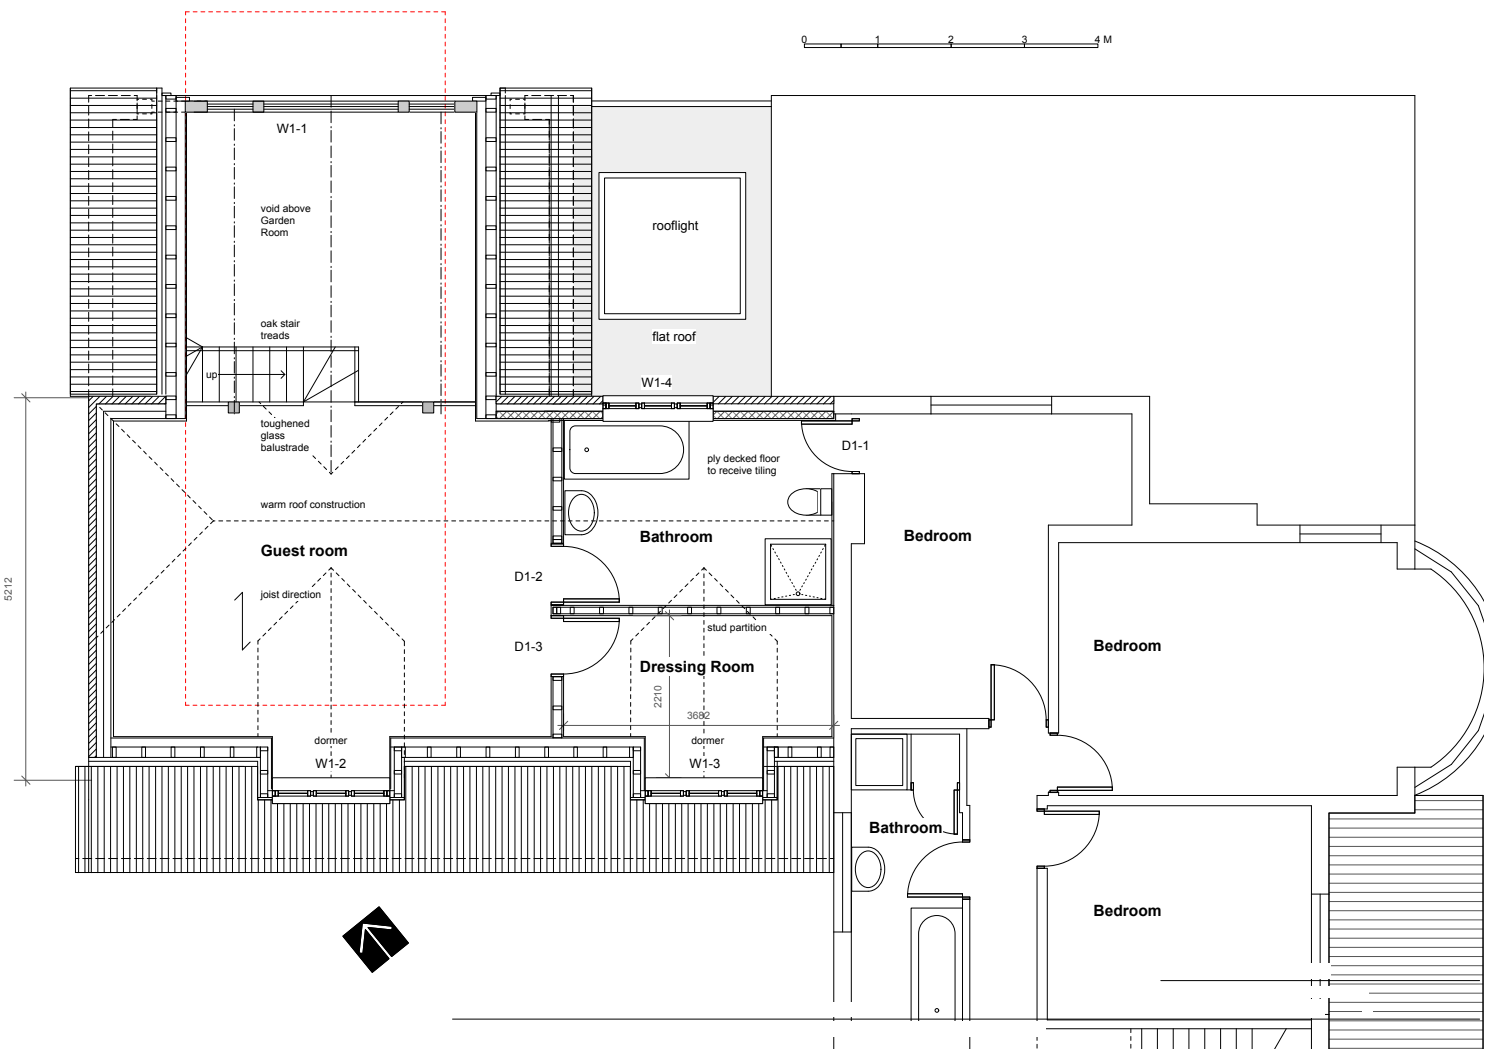 0 1 2 3 4 M
W1-1
void above
Garden
Room
rooflight
oak stair
treads
flat roof
up
W1-4
toughened
glass
balustrade
D1-1
ply decked floor
to receive tiling
warm roof construction
Guest room
Bathroom
Bedroom
D1-2
5212
joist direction
stud partition
D1-3
Dressing Room
Bedroom
2210
3682
dormer
dormer
W1-2
W1-3
Bathroom
Bedroom